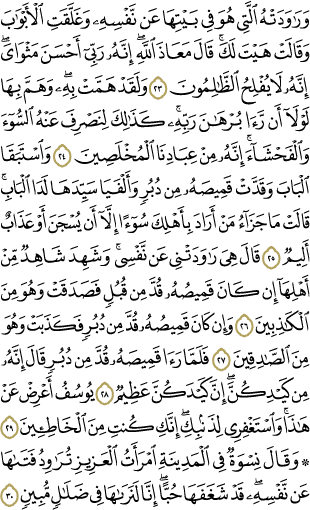 وَرَٰوَدَتْهُ ٱلَّتِى هُوَ فِى بَيْتِهَا عَن نَّفْسِهِۦ وَغَلَّقَتِ ٱلْأَبْوَٰبَ
وَقَالَتْ هَيْتَ لَكَ ۚ قَالَ مَعَاذَ ٱللَّهِ ۖ إِنَّهُۥ رَبِّىٓ أَحْسَنَ مَثْوَاىَ ۖ
إِنَّهُۥ لَا يُفْلِحُ ٱلظَّٰلِمُونَ ٢٣ وَلَقَدْ هَمَّتْ بِهِۦ ۖ وَهَمَّ بِهَا
لَوْلَآ أَن رَّءَا بُرْهَٰنَ رَبِّهِۦ ۚ كَذَٰلِكَ لِنَصْرِفَ عَنْهُ ٱلسُّوٓءَ
وَٱلْفَحْشَآءَ ۚ إِنَّهُۥ مِنْ عِبَادِنَا ٱلْمُخْلَصِينَ ٢٤ وَٱسْتَبَقَا
ٱلْبَابَ وَقَدَّتْ قَمِيصَهُۥ مِن دُبُرٍ وَأَلْفَيَا سَيِّدَهَا لَدَا ٱلْبَابِ ۚ
قَالَتْ مَا جَزَآءُ مَنْ أَرَادَ بِأَهْلِكَ سُوٓءًا إِلَّآ أَن يُسْجَنَ أَوْ عَذَابٌ
أَلِيمٌ ٢٥ قَالَ هِىَ رَٰوَدَتْنِى عَن نَّفْسِى ۚ وَشَهِدَ شَاهِدٌ مِّنْ
أَهْلِهَآ إِن كَانَ قَمِيصُهُۥ قُدَّ مِن قُبُلٍ فَصَدَقَتْ وَهُوَ مِنَ
ٱلْكَٰذِبِينَ ٢٦ وَإِن كَانَ قَمِيصُهُۥ قُدَّ مِن دُبُرٍ فَكَذَبَتْ وَهُوَ
مِنَ ٱلصَّٰدِقِينَ ٢٧ فَلَمَّا رَءَا قَمِيصَهُۥ قُدَّ مِن دُبُرٍ قَالَ إِنَّهُۥ
مِن كَيْدِكُنَّ ۖ إِنَّ كَيْدَكُنَّ عَظِيمٌ ٢٨ يُوسُفُ أَعْرِضْ عَنْ
هَٰذَا ۚ وَٱسْتَغْفِرِى لِذَنۢبِكِ ۖ إِنَّكِ كُنتِ مِنَ ٱلْخَاطِـِٔينَ ٢٩
۞ وَقَالَ نِسْوَةٌ فِى ٱلْمَدِينَةِ ٱمْرَأَتُ ٱلْعَزِيزِ تُرَٰوِدُ فَتَىٰهَا
عَن نَّفْسِهِۦ ۖ قَدْ شَغَفَهَا حُبًّا ۖ إِنَّا لَنَرَىٰهَا فِى ضَلَٰلٍ مُّبِينٍ ٣٠